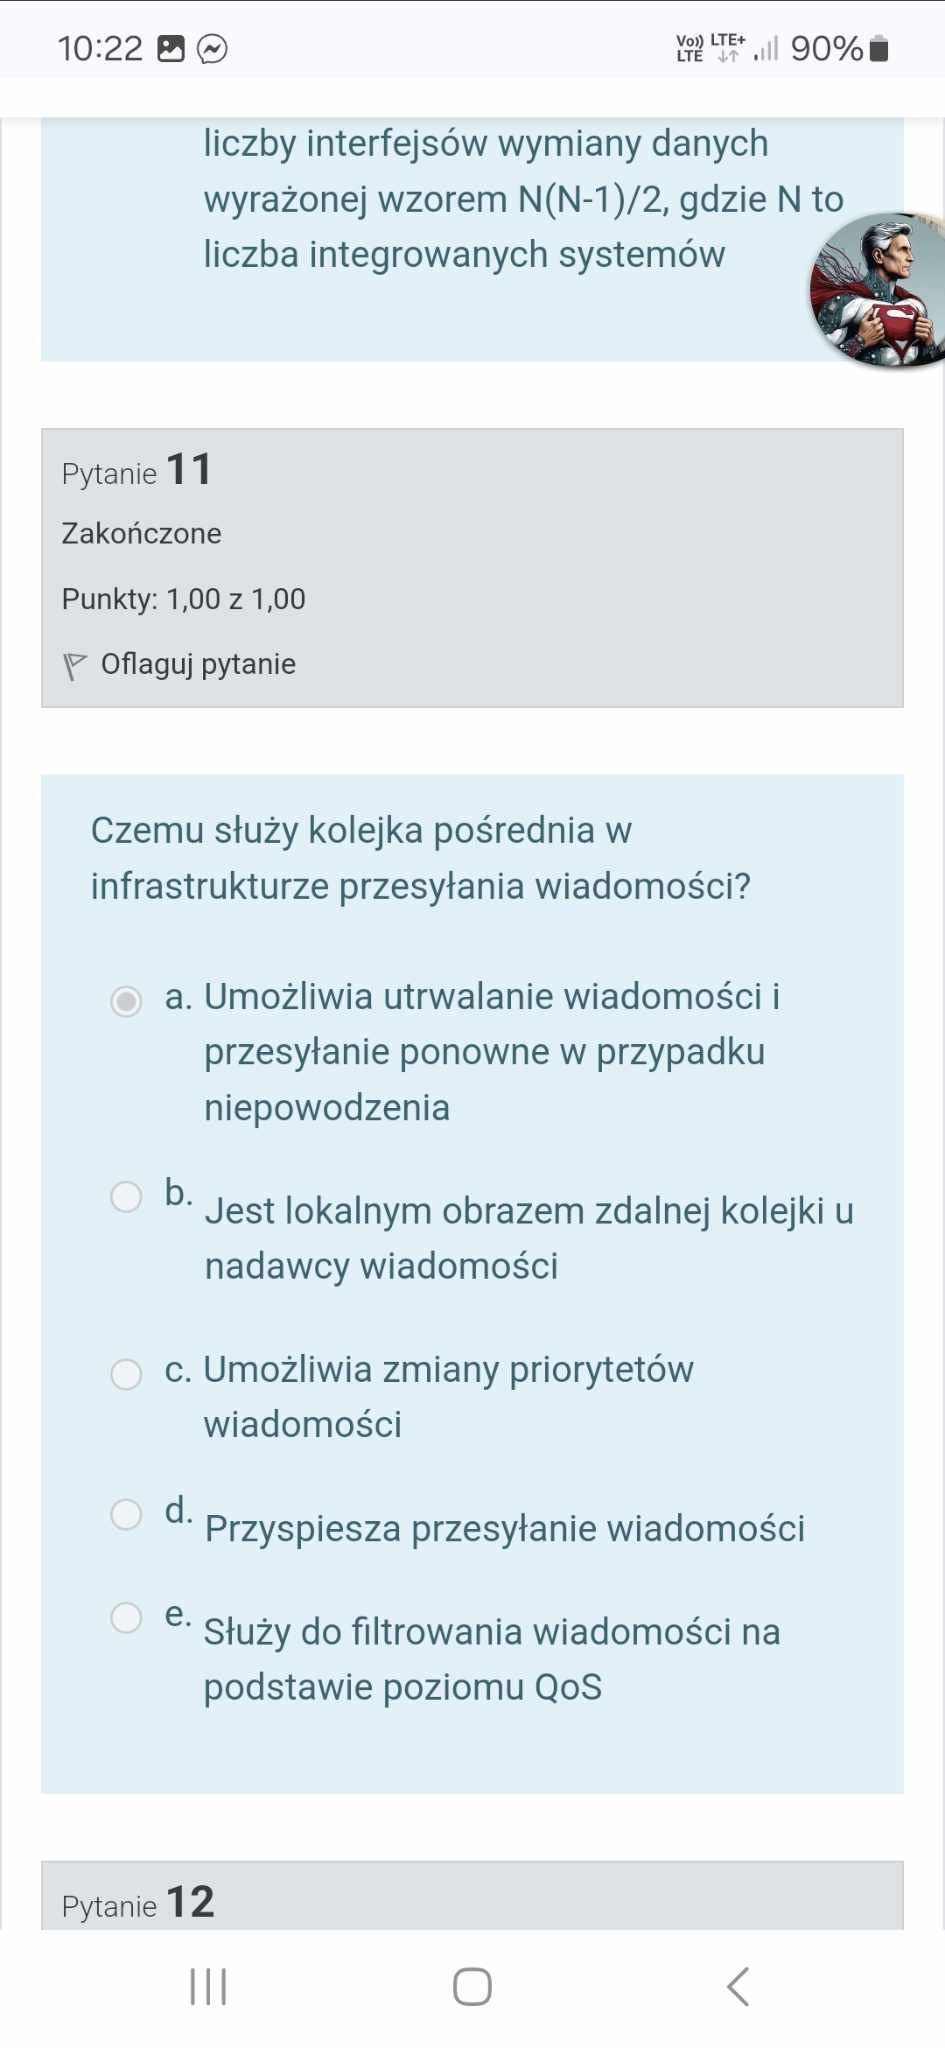 10:22
Vo)) LTE LTE+ 90%
liczby interfejsów wymiany danych
wyrażonej wzorem N(N-1)/2, gdzie N to
liczba integrowanych systemów
Pytanie 11
Zakończone
Punkty: 1,00 z 1,00
Oflaguj pytanie
Czemu służy kolejka pośrednia w
infrastrukturze przesyłania wiadomości?
a. Umożliwia utrwalanie wiadomości i
przesyłanie ponowne w przypadku
niepowodzenia
b. Jest lokalnym obrazem zdalnej kolejki u
nadawcy wiadomości
c. Umożliwia zmiany priorytetów
wiadomości
d. Przyspiesza przesyłanie wiadomości
e. Służy do filtrowania wiadomości na
podstawie poziomu QoS
Pytanie 12